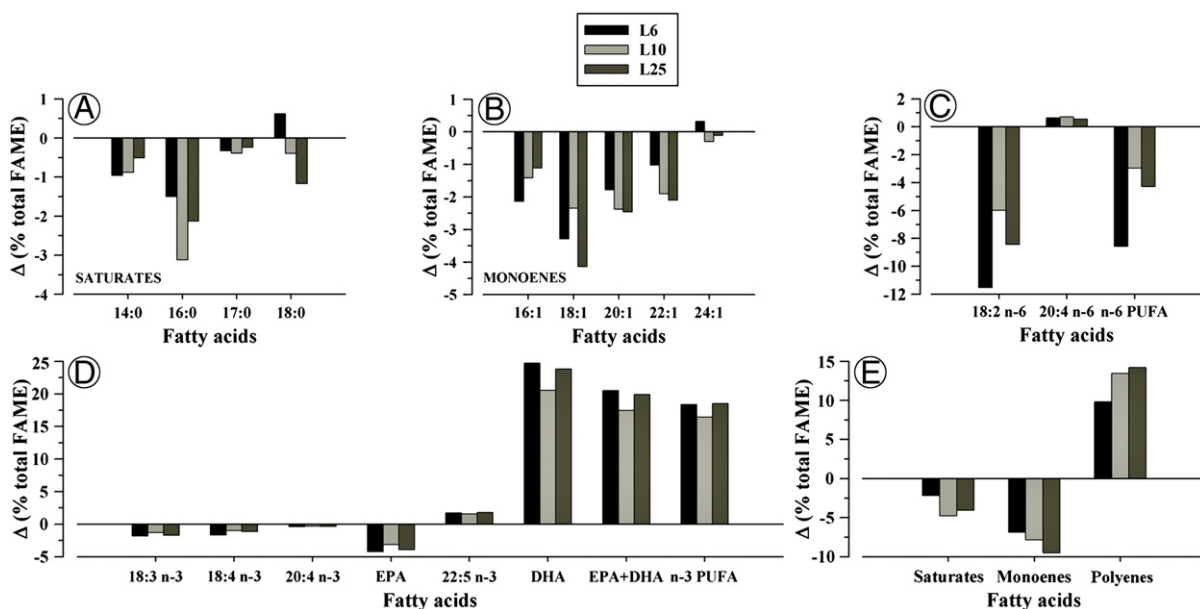 L6
L10
L25
A
Δ (% total FAME)
1
0
-1
-2
-3
-4
SATURATES
14:0 16:0 17:0 18:0
Fatty acids
B
Δ (% total FAME)
1
0
-1
-2
-3
-4
-5
MONOENES
16:1 18:1 20:1 22:1 24:1
Fatty acids
C
Δ (% total FAME)
2
0
-2
-4
-6
-8
-10
-12
18:2 n-6 20:4 n-6 n-6 PUFA
Fatty acids
D
Δ (% total FAME)
25
20
15
25
0
-5
18:3 n-3 18:4 n-3 20:4 n-3 EPA 22:5 n-3 DHA EPA+DHA n-3 PUFA
Fatty acids
E
Δ (% total FAME)
15
10
5
0
-5
-10
Saturates Monoenes Polyenes
Fatty acids